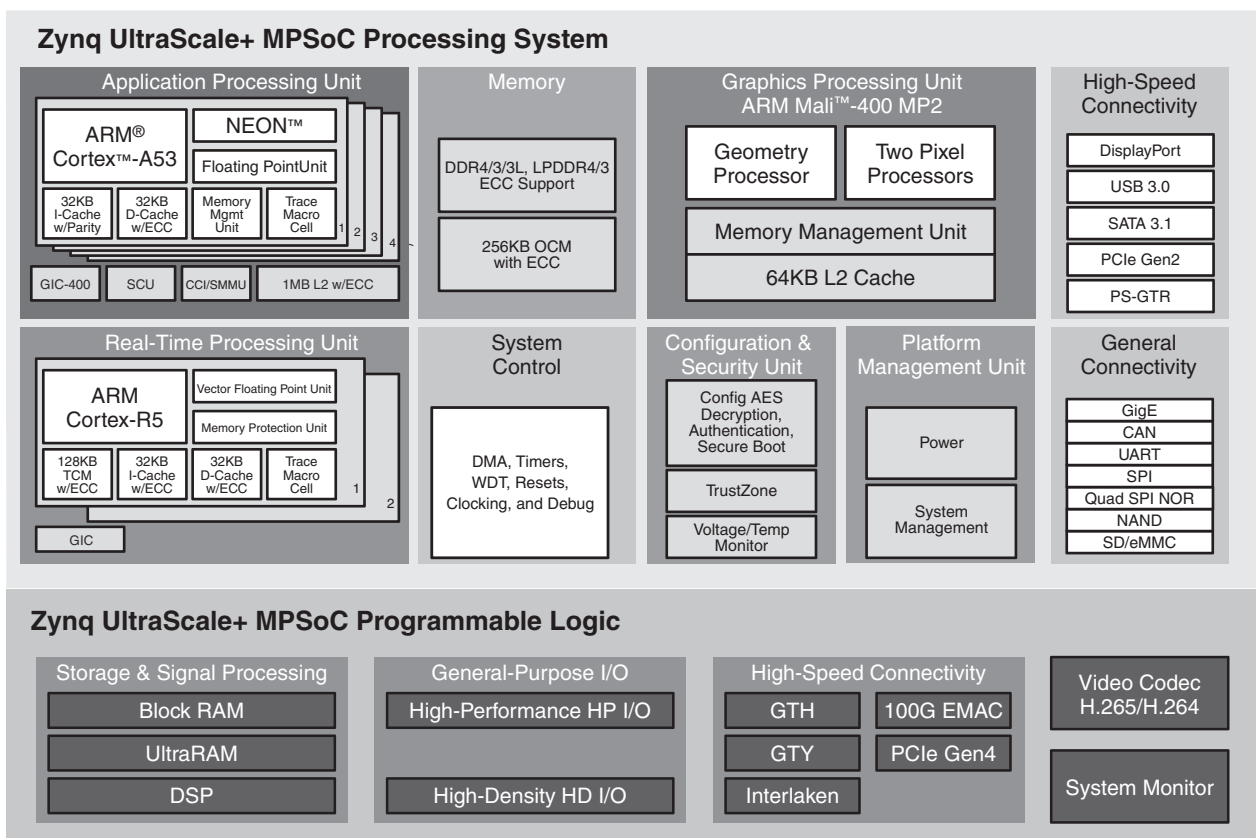 Zynq UltraScale+ MPSoC Processing System
Application Processing Unit
ARM®
Cortex™-A53
NEON™
Floating PointUnit
32KB
I-Cache
w/Parity
32KB
D-Cache
w/ECC
Memory
Mgmt
Unit
Trace
Macro
Cell
1
2
3
4
GIC-400
SCU
CCI/SMMU
1MB L2 w/ECC
Memory
DDR4/3/3L, LPDDR4/3
ECC Support
256KB OCM
with ECC
Graphics Processing Unit
ARM Mali™-400 MP2
Geometry
Processor
Two Pixel
Processors
Memory Management Unit
64KB L2 Cache
High-Speed
Connectivity
DisplayPort
USB 3.0
SATA 3.1
PCIe Gen2
PS-GTR
Real-Time Processing Unit
ARM
Cortex-R5
Vector Floating Point Unit
Memory Protection Unit
128KB
TCM
w/ECC
32KB
I-Cache
w/ECC
32KB
D-Cache
w/ECC
Trace
Macro
Cell
1
2
GIC
System
Control
DMA, Timers,
WDT, Resets,
Clocking, and Debug
Configuration &
Security Unit
Config AES
Decryption,
Authentication,
Secure Boot
TrustZone
Voltage/Temp
Monitor
Platform
Management Unit
Power
System
Management
General
Connectivity
GigE
CAN
UART
SPI
Quad SPI NOR
NAND
SD/eMMC
Zynq UltraScale+ MPSoC Programmable Logic
Storage & Signal Processing
Block RAM
UltraRAM
DSP
General-Purpose I/O
High-Performance HP I/O
High-Density HD I/O
High-Speed Connectivity
GTH
100G EMAC
GTY
PCIe Gen4
Interlaken
Video Codec
H.265/H.264
System Monitor